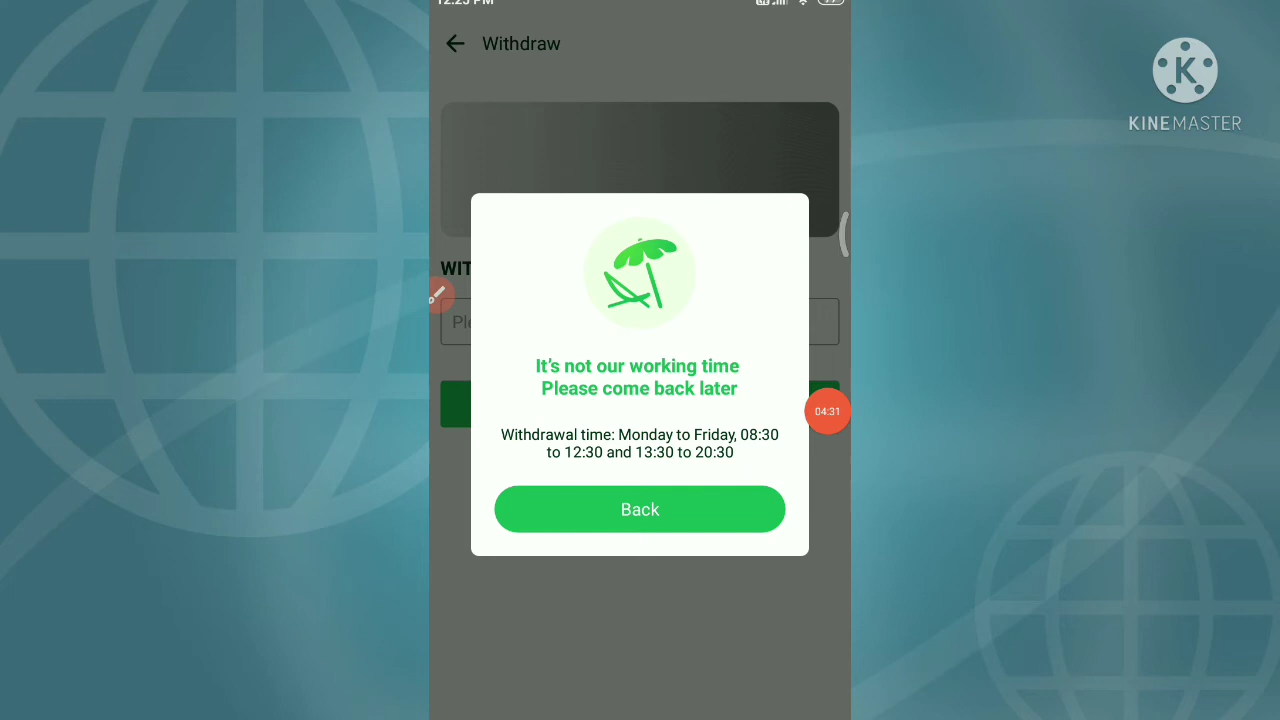 Withdraw
KINEMASTER
WIT
It's not our working time
Please come back later
04:31
Withdrawal time: Monday to Friday, 08:30
to 12:30 and 13:30 to 20:30
Back